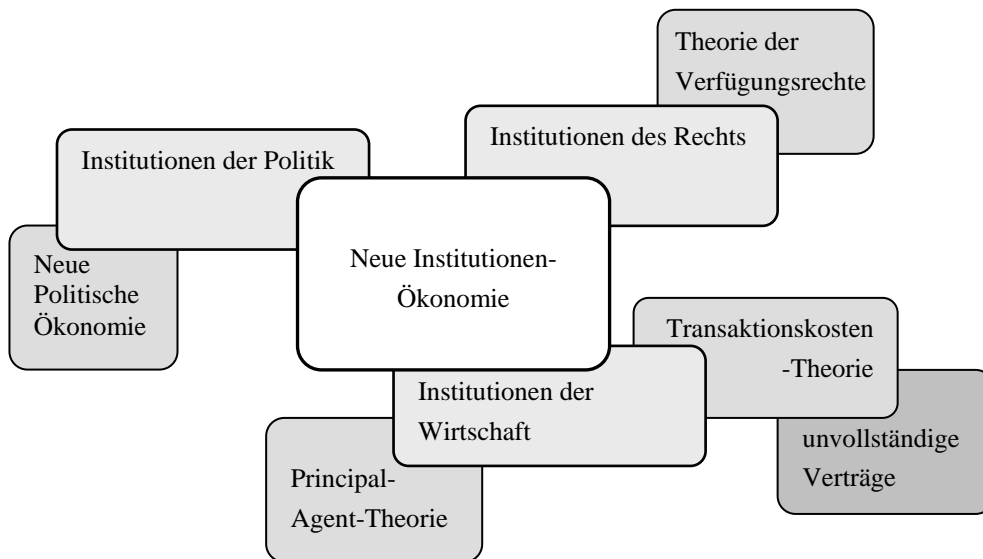 Theorie der
Verfügungsrechte
Institutionen des Rechts
Institutionen der Politik
Neue Institutionen-
Ökonomie
Neue
Politische
Ökonomie
Transaktionskosten
-Theorie
Institutionen der
Wirtschaft
unvollständige
Verträge
Principal-
Agent-Theorie